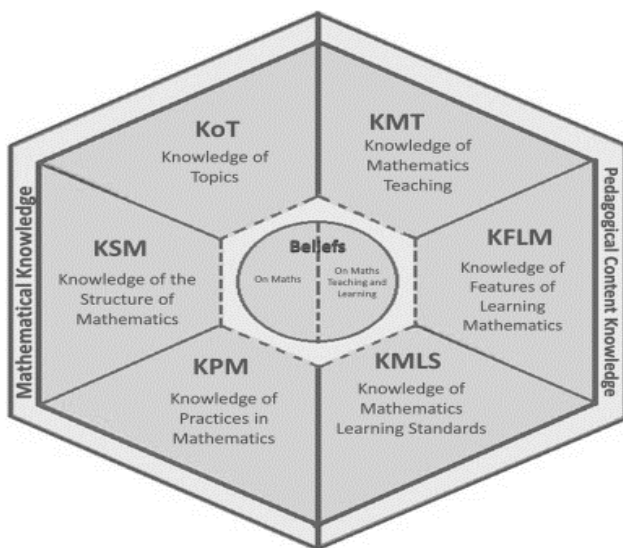 KoT
Knowledge of
Topics
KMT
Knowledge of
Mathematics
Teaching
Mathematical Knowledge
KSM
Knowledge of the
Structure of
Mathematics
Beliefs
On Maths
On Maths
Teaching and
Learning
KFLM
Knowledge of
Features of
Learning
Mathematics
Pedagogical Content Knowledge
KPM
Knowledge of
Practices in
Mathematics
KMLS
Knowledge of
Mathematics
Learning Standards